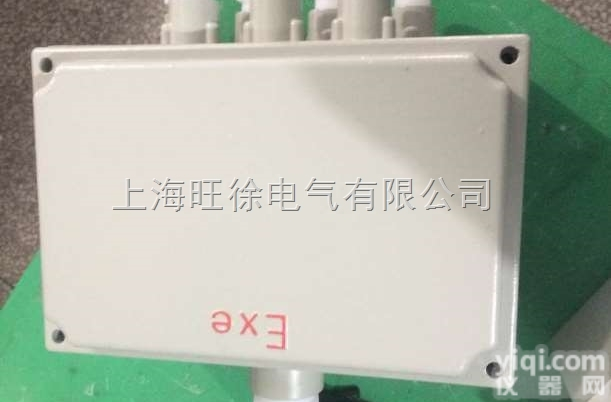 上海旺徐电气有限公司
Exe
yiqi.com
仪器网